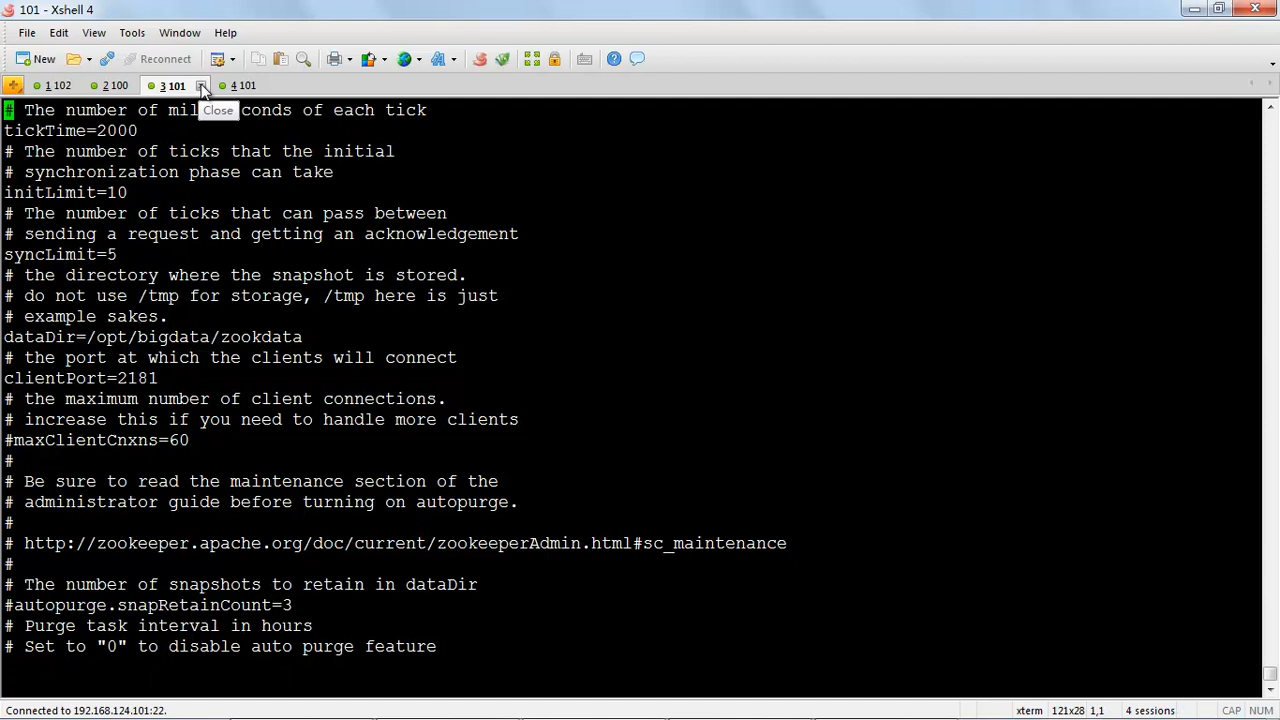 101 - Xshell 4
File Edit View Tools Window Help
New Reconnect
1 102 2 100 3 101 4 101
Close
# The number of mil conds of each tick
tickTime=2000
# The number of ticks that the initial
# synchronization phase can take
initLimit=10
# The number of ticks that can pass between
# sending a request and getting an acknowledgement
syncLimit=5
# the directory where the snapshot is stored.
# do not use /tmp for storage, /tmp here is just
# example sakes.
dataDir=/opt/bigdata/zookdata
# the port at which the clients will connect
clientPort=2181
# the maximum number of client connections.
# increase this if you need to handle more clients
#maxClientCnxns=60
#
# Be sure to read the maintenance section of the
# administrator guide before turning on autopurge.
#
# http://zookeeper.apache.org/doc/current/zookeeperAdmin.html#sc_maintenance
#
# The number of snapshots to retain in dataDir
#autopurge.snapRetainCount=3
# Purge task interval in hours
# Set to "0" to disable auto purge feature
Connected to 192.168.124.101:22. xterm 121x28 1,1 4 sessions CAP NUM